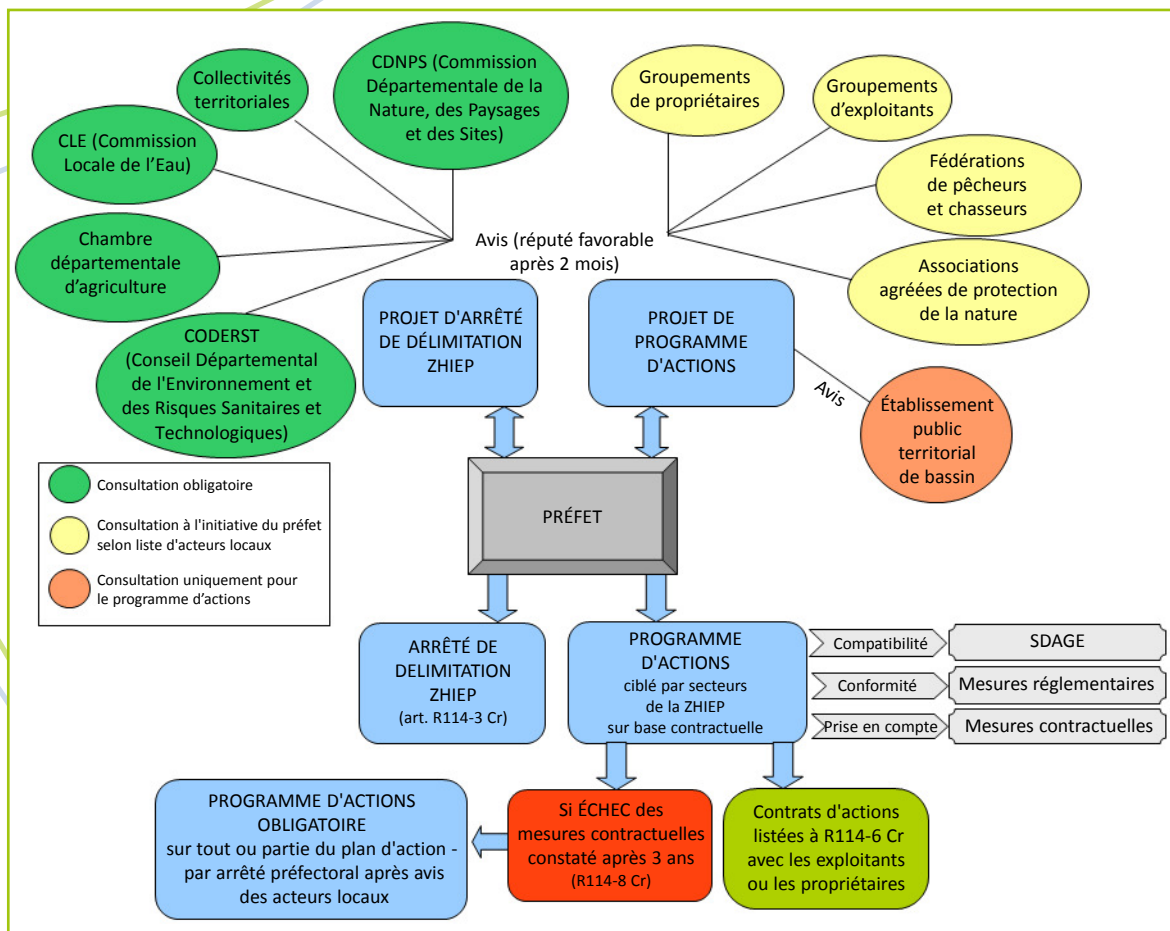 Collectivités
territoriales
CDNPS (Commission
Départementale de la
Nature, des Paysages
et des Sites)
CLE (Commission
Locale de l’Eau)
Chambre
départementale
d’agriculture
CODERST
(Conseil Départemental
de l'Environnement et
des Risques Sanitaires et
Technologiques)
Groupements
de propriétaires
Groupements
d’exploitants
Fédérations
de pêcheurs
et chasseurs
Associations
agréées de protection
de la nature
Avis (réputé favorable
après 2 mois)
PROJET D'ARRÊTÉ
DE DÉLIMITATION
ZHIEP
PROJET DE
PROGRAMME
D'ACTIONS
Avis
Établissement
public
territorial
de bassin
Consultation obligatoire
Consultation à l'initiative du préfet
selon liste d'acteurs locaux
Consultation uniquement pour
le programme d’actions
PRÉFET
ARRÊTÉ DE
DELIMITATION
ZHIEP
(art. R114-3 Cr)
PROGRAMME
D'ACTIONS
ciblé par secteurs
de la ZHIEP
sur base contractuelle
Compatibilité
SDAGE
Conformité
Mesures réglementaires
Prise en compte
Mesures contractuelles
PROGRAMME D'ACTIONS
OBLIGATOIRE
sur tout ou partie du plan d'action -
par arrêté préfectoral après avis
des acteurs locaux
Si ÉCHEC des
mesures contractuelles
constaté après 3 ans
(R114-8 Cr)
Contrats d'actions
listées à R114-6 Cr
avec les exploitants
ou les propriétaires